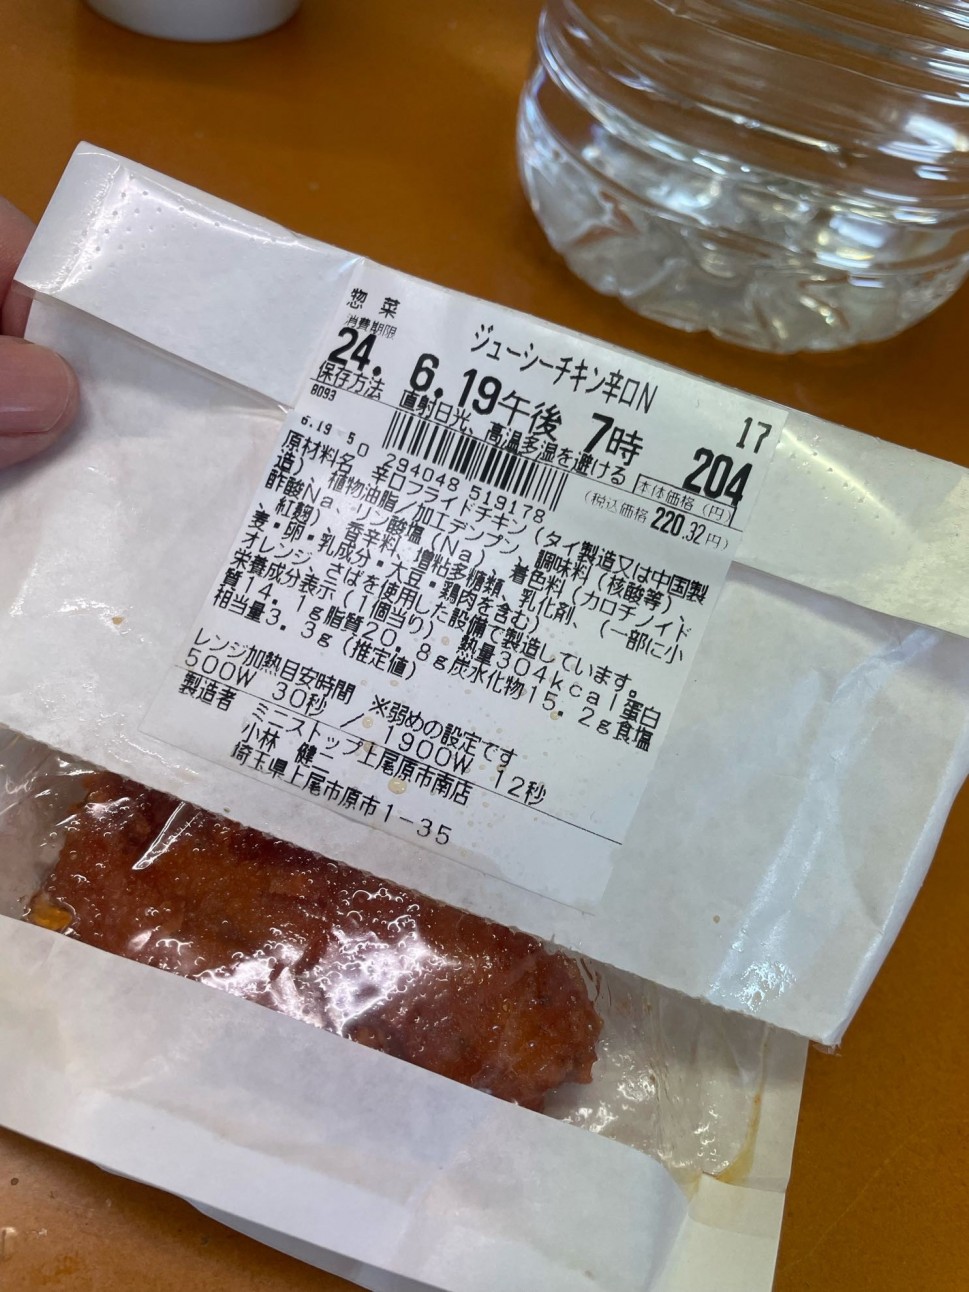 惣菜
ジューシーチキン辛口N
消費期限
24. 6.19午後 7時
17
保存方法 直射日光、高温多湿を避ける
204
8093
本体価格(円)
(税込価格 220.32円)
6.19 5 0
294048 519178
原材料名 辛口フライドチキン(タイ製造又は中国製
造)、植物油脂/加工デンプン、調味料(核酸等)、
酢酸Na、リン酸塩(Na)、着色料(カロチノイド
、紅麹)、香辛料、増粘多糖類、乳化剤、(一部に小
麦・卵・乳成分・大豆・鶏肉を含む)
オレンジ、さばを使用した設備で製造しています。
栄養成分表示(1個当り) 熱量304kcal蛋白
質14.1g脂質20.8g炭水化物15.2g食塩
相当量3.3g(推定値)
レンジ加熱目安時間 ※弱めの設定です
500W 30秒 / 1900W 12秒
製造者 ミニストップ上尾原市南店
小林 健二
埼玉県上尾市原市1-35